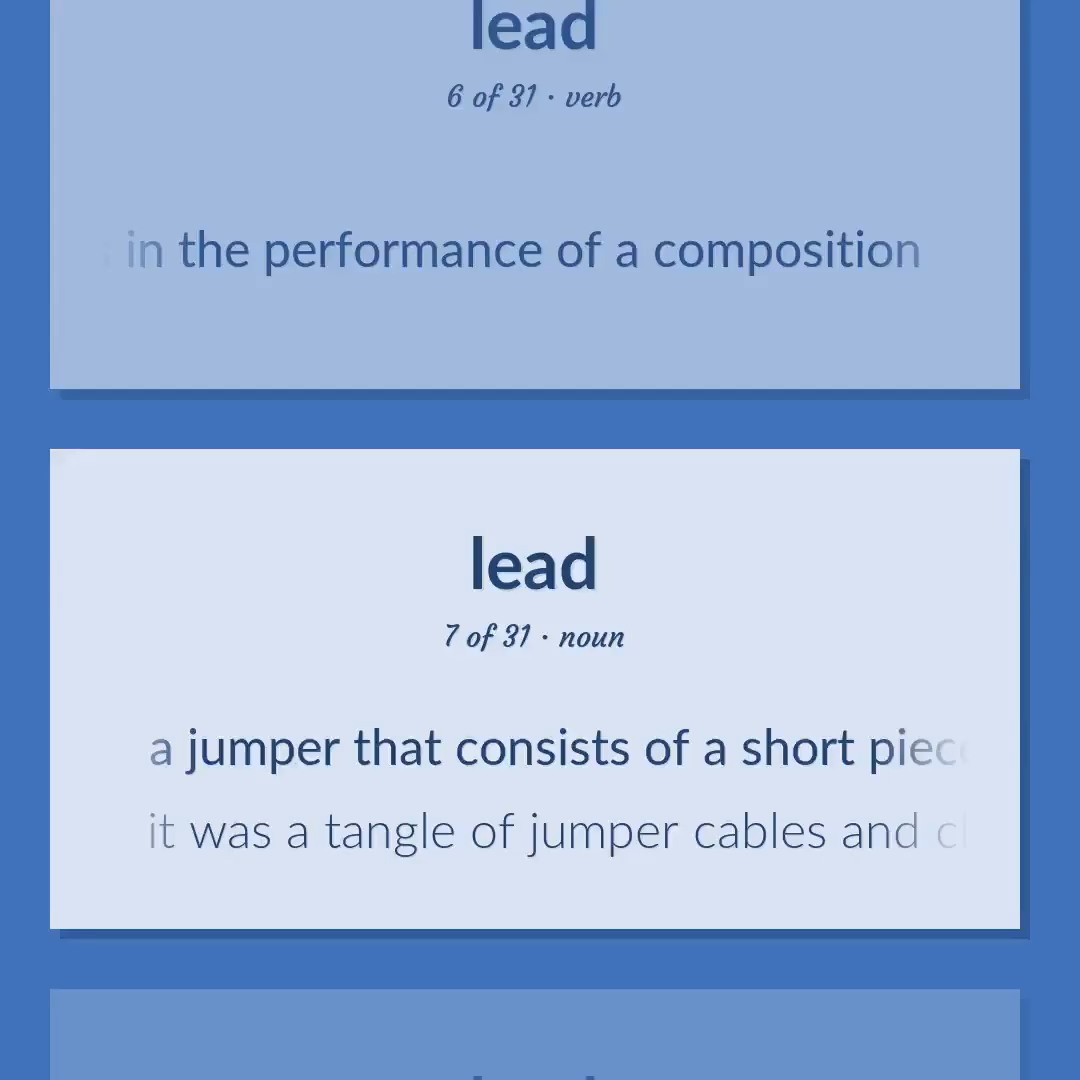 lead
6 of 31 · verb
in the performance of a composition
lead
7 of 31 · noun
a jumper that consists of a short piec
it was a tangle of jumper cables and c